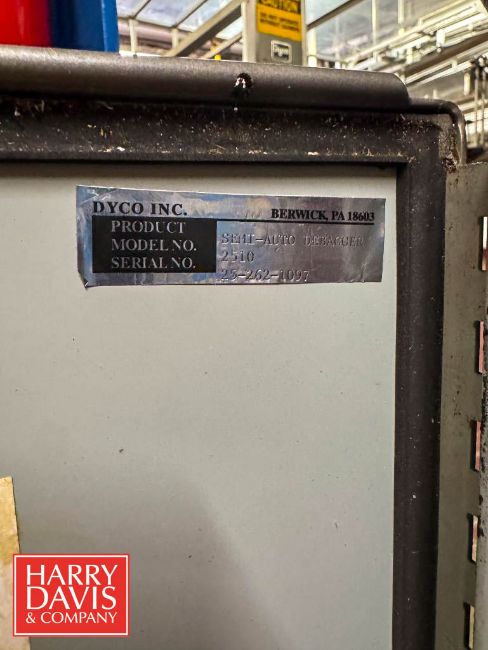 CAUTION
DYCO INC. BERWICK, PA 18603
PRODUCT SEMI-AUTO DEBAGGER
MODEL NO. 2510
SERIAL NO. 25-262-1097
HARRY
DAVIS
& COMPANY